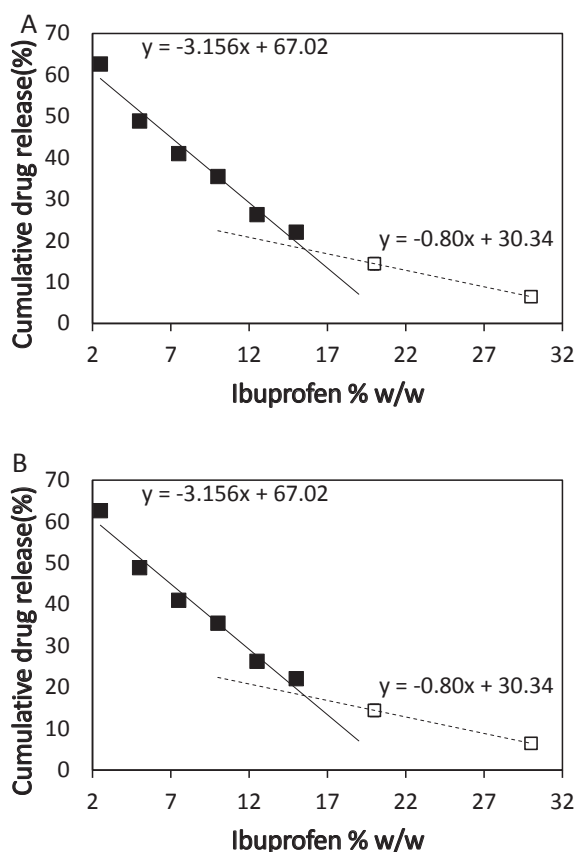 A
70
y = -3.156x + 67.02
60
50
40
30
y = -0.80x + 30.34
20
10
0
2 7 12 17 22 27 32
Cumulative drug release(%)
Ibuprofen % w/w
B
70
y = -3.156x + 67.02
60
50
40
30
y = -0.80x + 30.34
20
10
0
2 7 12 17 22 27 32
Cumulative drug release(%)
Ibuprofen % w/w